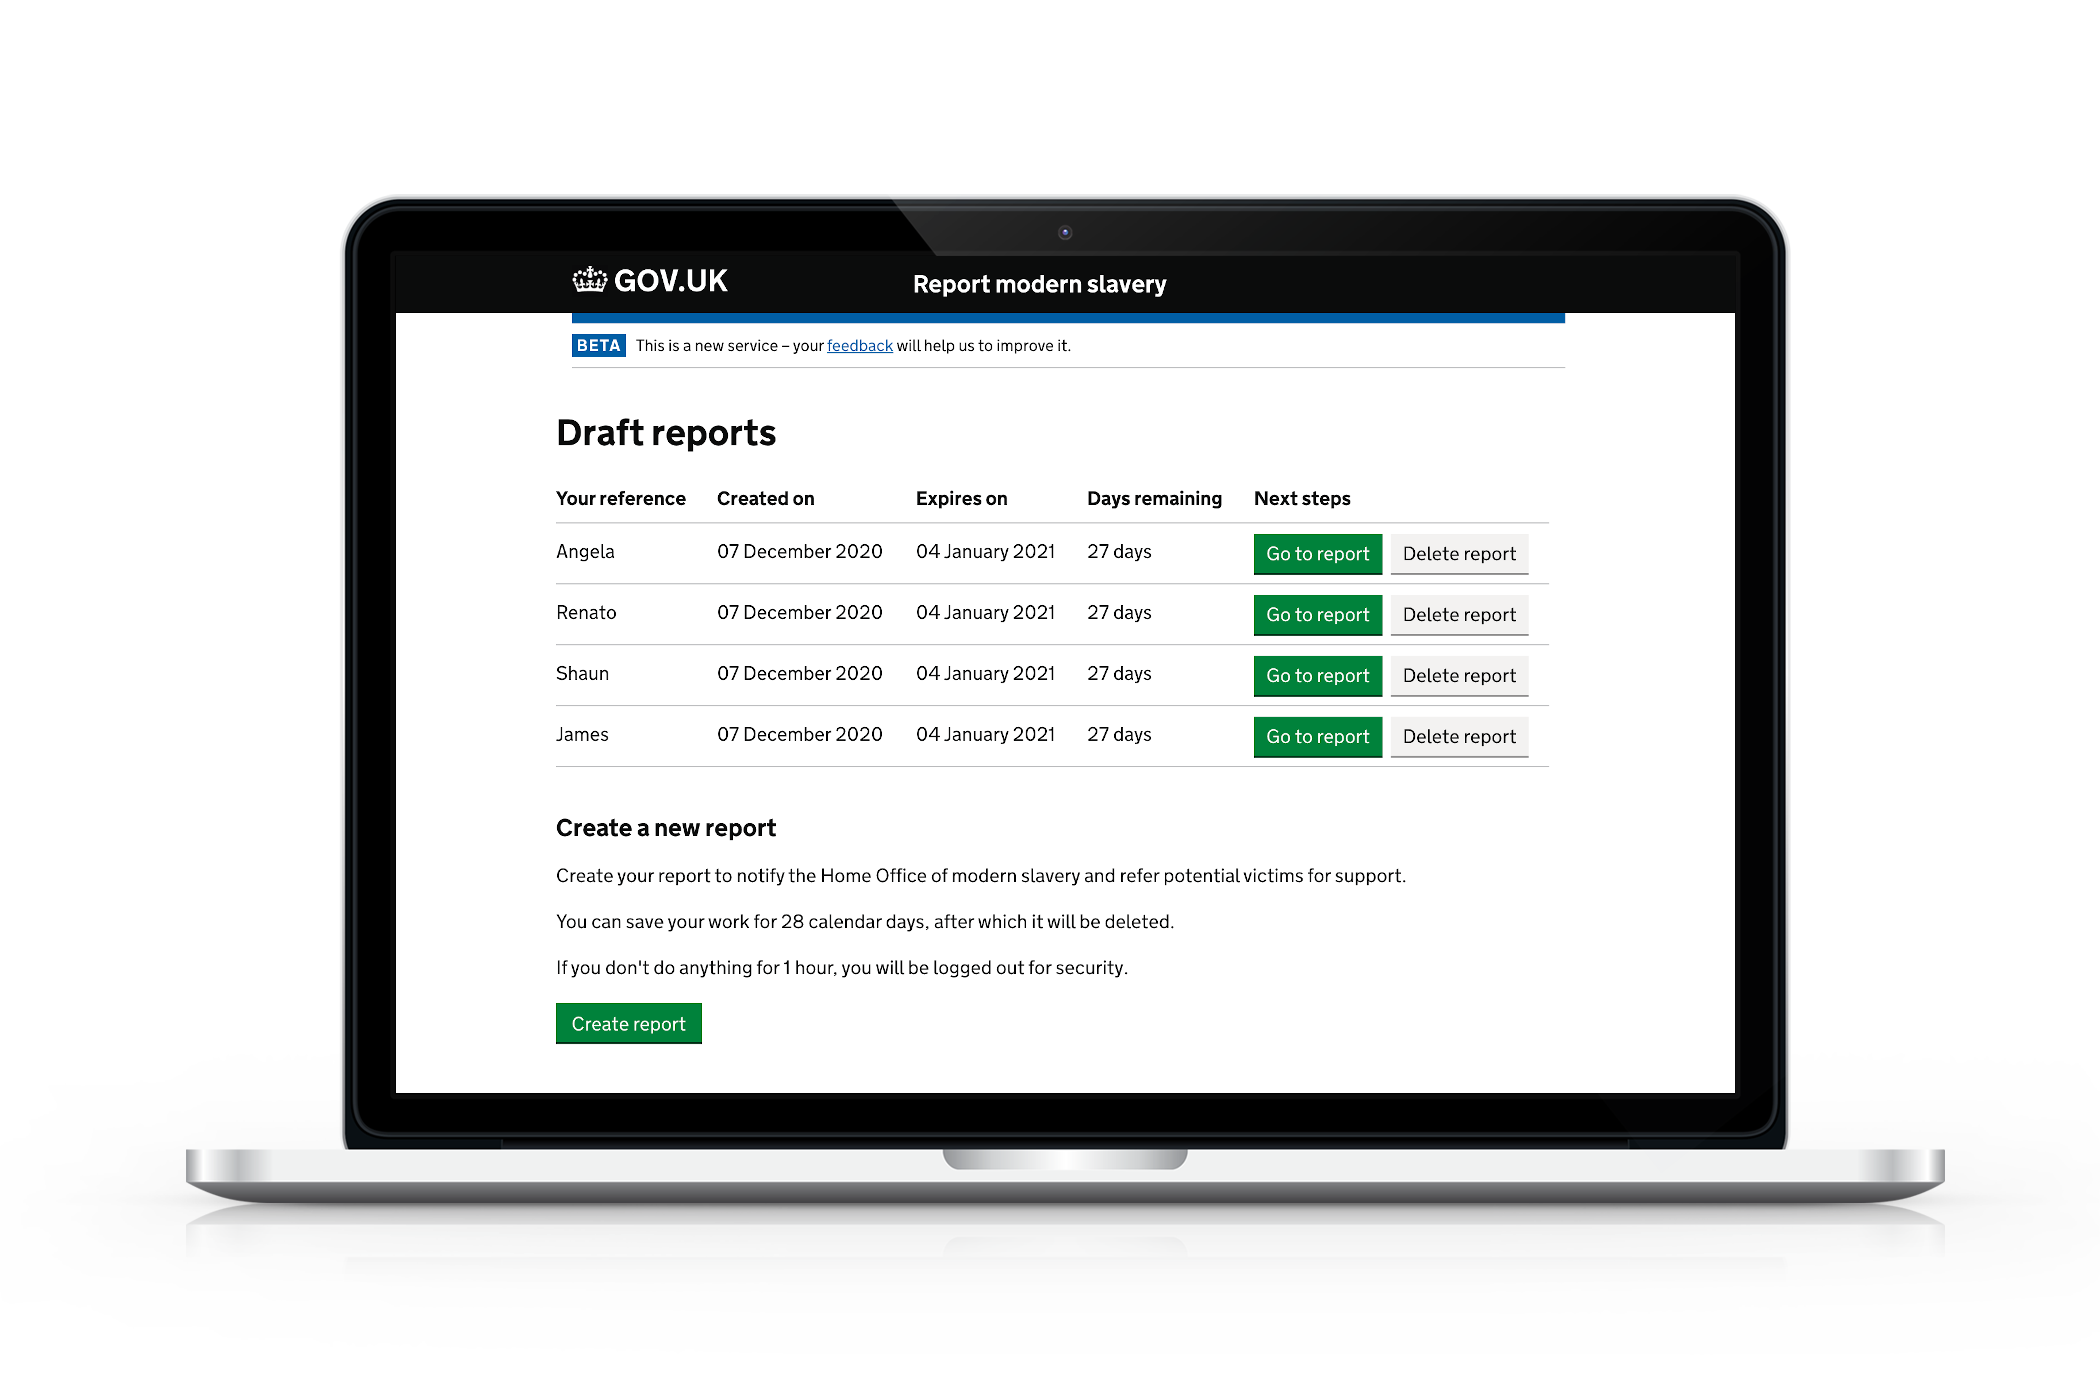 GOV.UK Report modern slavery
BETA This is a new service – your feedback will help us to improve it.
Draft reports
Your reference Created on Expires on Days remaining Next steps
Angela 07 December 2020 04 January 2021 27 days Go to report Delete report
Renato 07 December 2020 04 January 2021 27 days Go to report Delete report
Shaun 07 December 2020 04 January 2021 27 days Go to report Delete report
James 07 December 2020 04 January 2021 27 days Go to report Delete report
Create a new report
Create your report to notify the Home Office of modern slavery and refer potential victims for support.
You can save your work for 28 calendar days, after which it will be deleted.
If you don't do anything for 1 hour, you will be logged out for security.
Create report